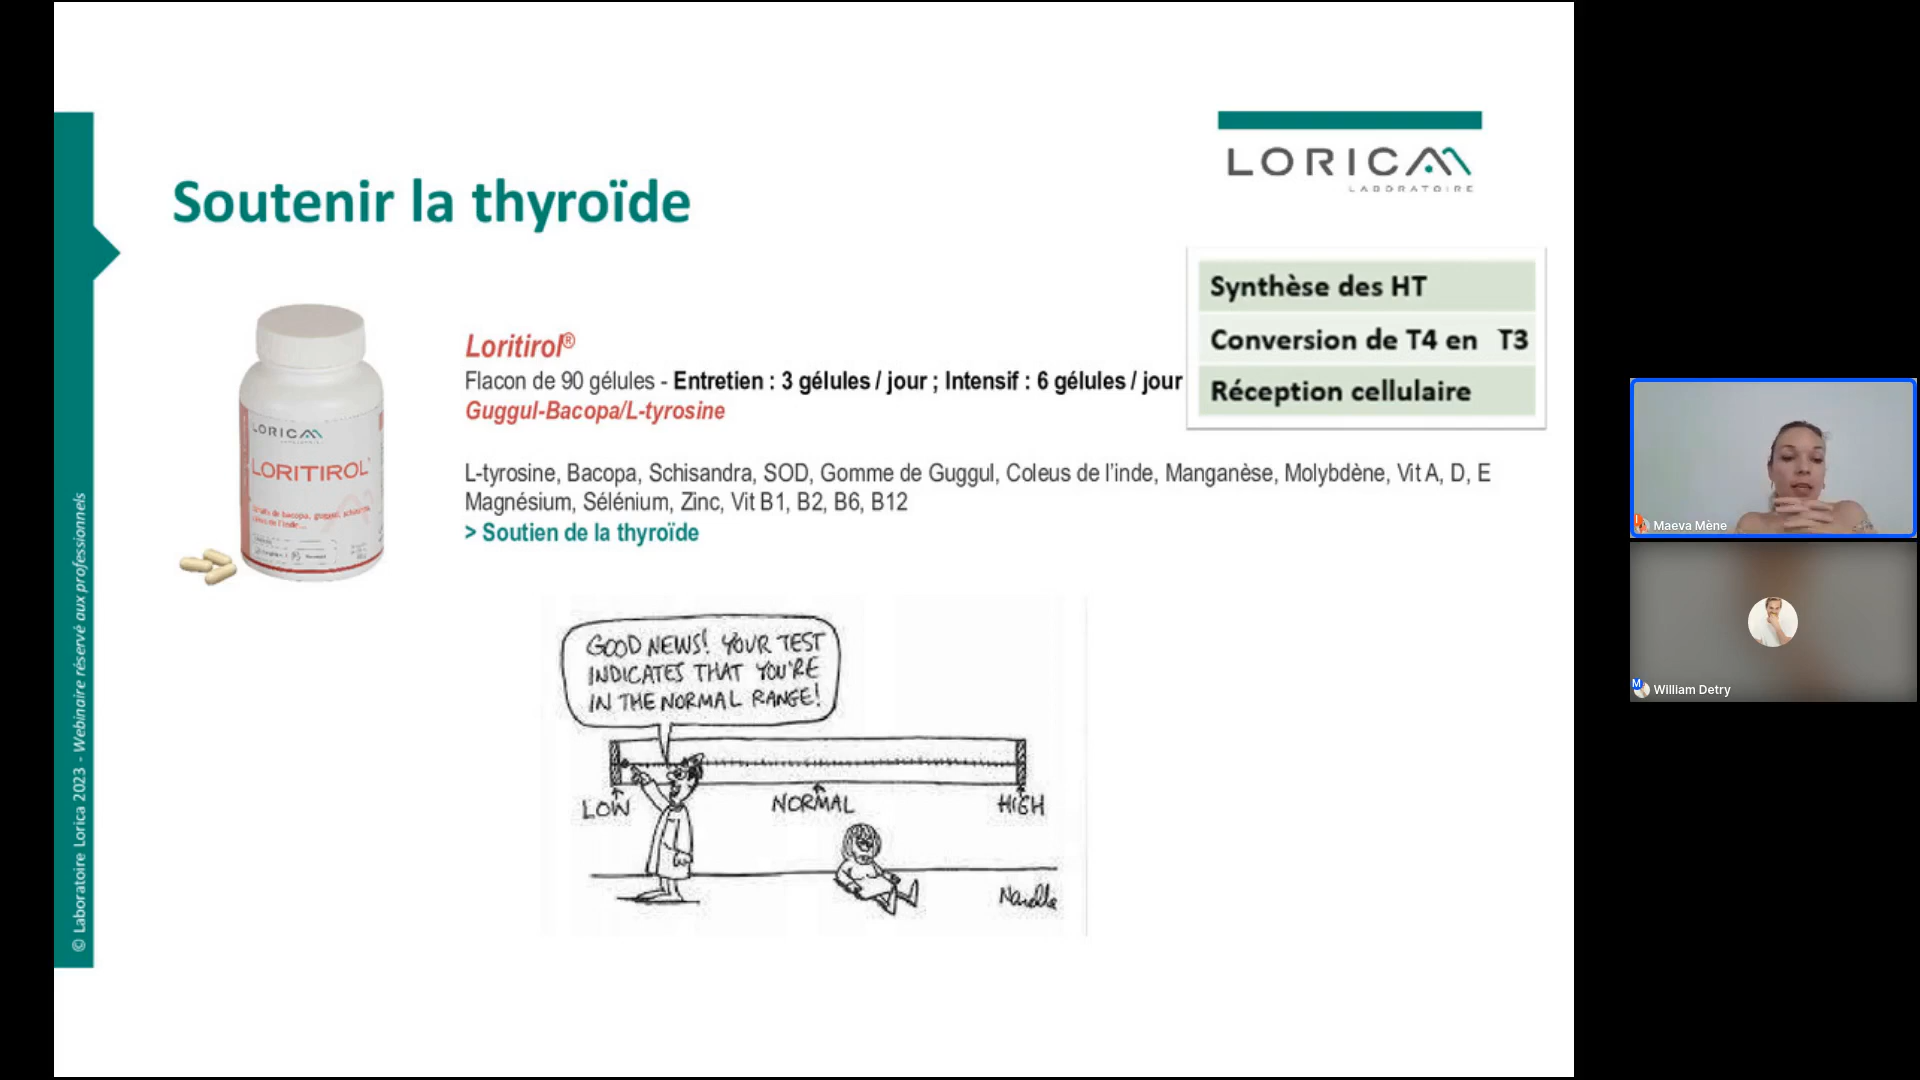 LORICA
LABORATOIRE
Soutenir la thyroïde
Synthèse des HT
Conversion de T4 en T3
Réception cellulaire
Loritirol®
Flacon de 90 gélules - Entretien : 3 gélules / jour ; Intensif : 6 gélules / jour
Guggul-Bacopa/L-tyrosine
L-tyrosine, Bacopa, Schisandra, SOD, Gomme de Guggul, Coleus de l'inde, Manganèse, Molybdène, Vit A, D, E
Magnésium, Sélénium, Zinc, Vit B1, B2, B6, B12
> Soutien de la thyroïde
LORICA
LORITIROL
GOOD NEWS! YOUR TEST
INDICATES THAT YOU'RE
IN THE NORMAL RANGE!
LOW
NORMAL
HIGH
© Laboratoire Lorica 2023 - Webinaire réservé aux professionnels
Maeva Mène
M
William Detry